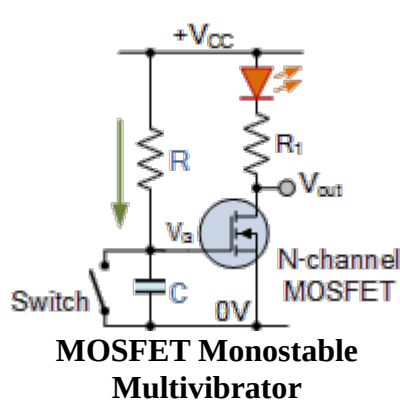 +VCC
R
R1
Vout
VG
N-channel
MOSFET
Switch
C
0V
MOSFET Monostable
Multivibrator